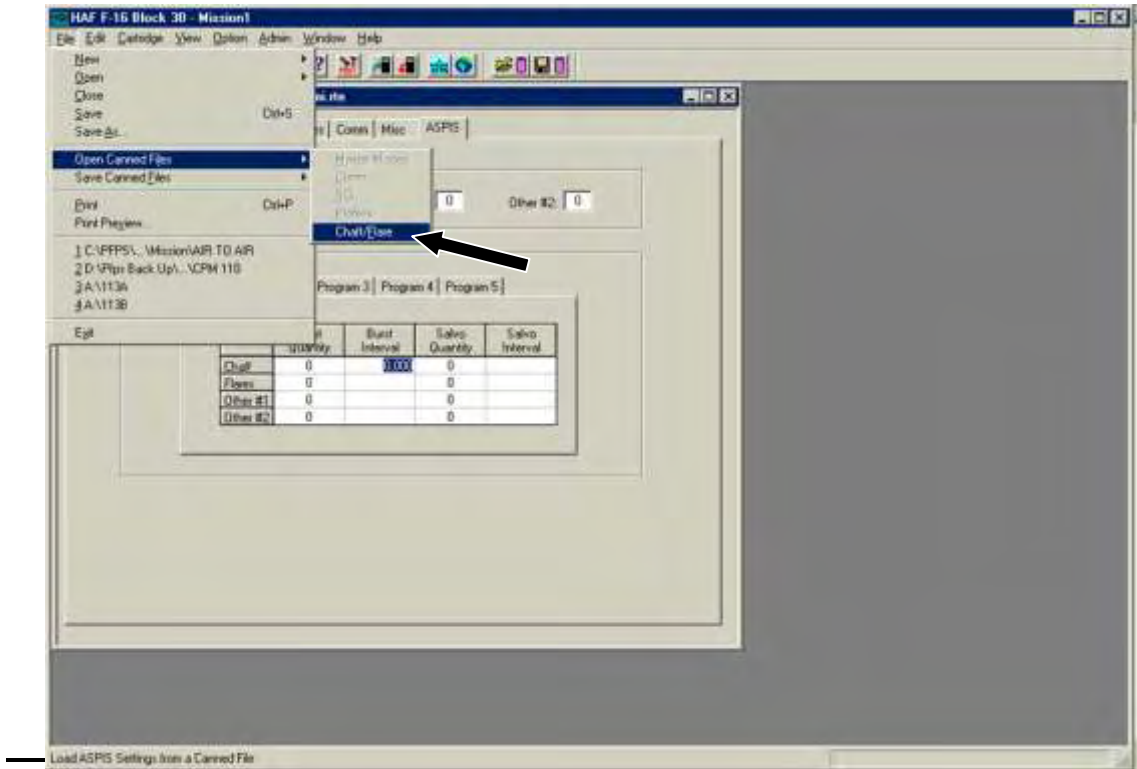 HAF F-16 Block 30 - Mission1
File Edit Cartridge View Option Admin Window Help
New
Open
Close
Save Ctrl+S
Save As...
Open Canned Files
Save Canned Files
Print Ctrl+P
Print Preview
1 C:\PFPS\...\Mission\AIR TO AIR
2 D:\Pfps Back Up\...\CPM 110
3 A:\113A
4 A:\113B
Exit
Chaff/Flare
Comm Misc ASPIS
0 Other #2: 0
Program 3 Program 4 Program 5
Quantity Burst Interval Salvo Quantity Salvo Interval
Chaff 0 0.000 0
Flares 0 0
Other #1 0 0
Other #2 0 0
Load ASPIS Settings from a Canned File